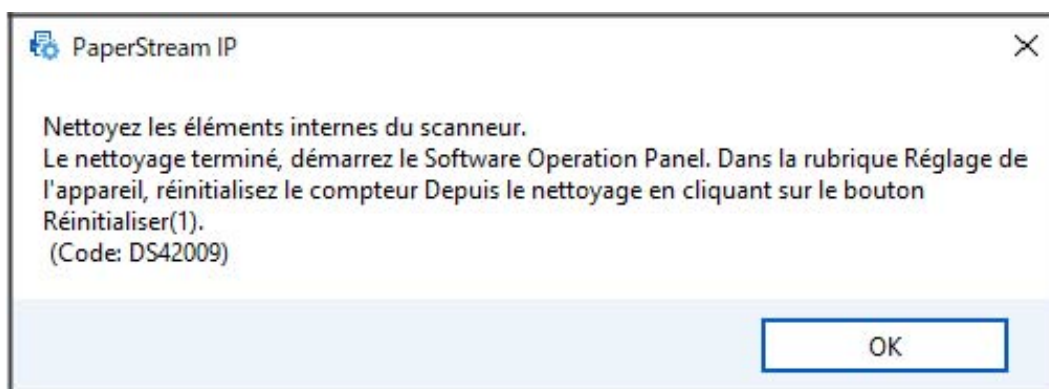 PaperStream IP
Nettoyez les éléments internes du scanneur.
Le nettoyage terminé, démarrez le Software Operation Panel. Dans la rubrique Réglage de
l'appareil, réinitialisez le compteur Depuis le nettoyage en cliquant sur le bouton
Réinitialiser(1).
(Code: DS42009)
OK